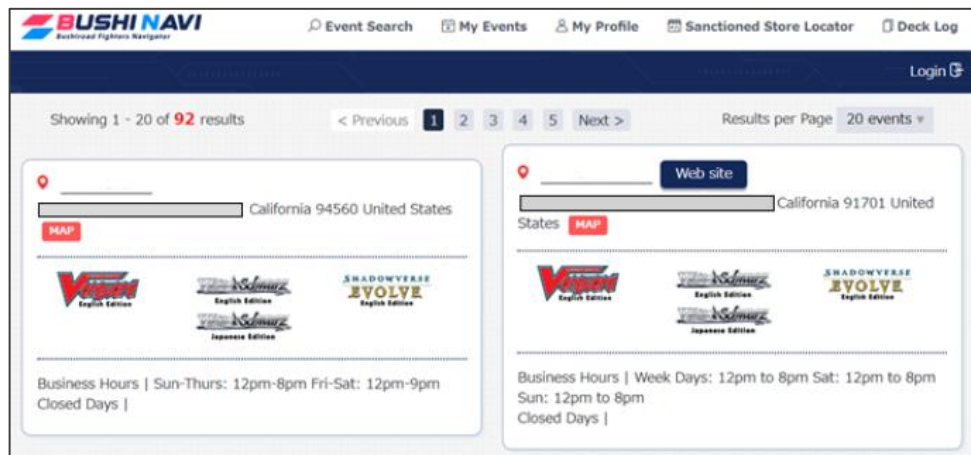 BUSHI NAVI
Bushiroad Fighters Navigator
Event Search My Events My Profile Sanctioned Store Locator Deck Log
Login
Showing 1 - 20 of 92 results
< Previous 1 2 3 4 5 Next >
Results per Page 20 events
California 94560 United States
MAP
Vanguard
English Edition
Weiß Schwarz
English Edition
Weiß Schwarz
Japanese Edition
SHADOWVERSE
EVOLVE
English Edition
Business Hours | Sun-Thurs: 12pm-8pm Fri-Sat: 12pm-9pm
Closed Days |
Web site
California 91701 United
States MAP
Vanguard
English Edition
Weiß Schwarz
English Edition
Weiß Schwarz
Japanese Edition
SHADOWVERSE
EVOLVE
English Edition
Business Hours | Week Days: 12pm to 8pm Sat: 12pm to 8pm
Sun: 12pm to 8pm
Closed Days |